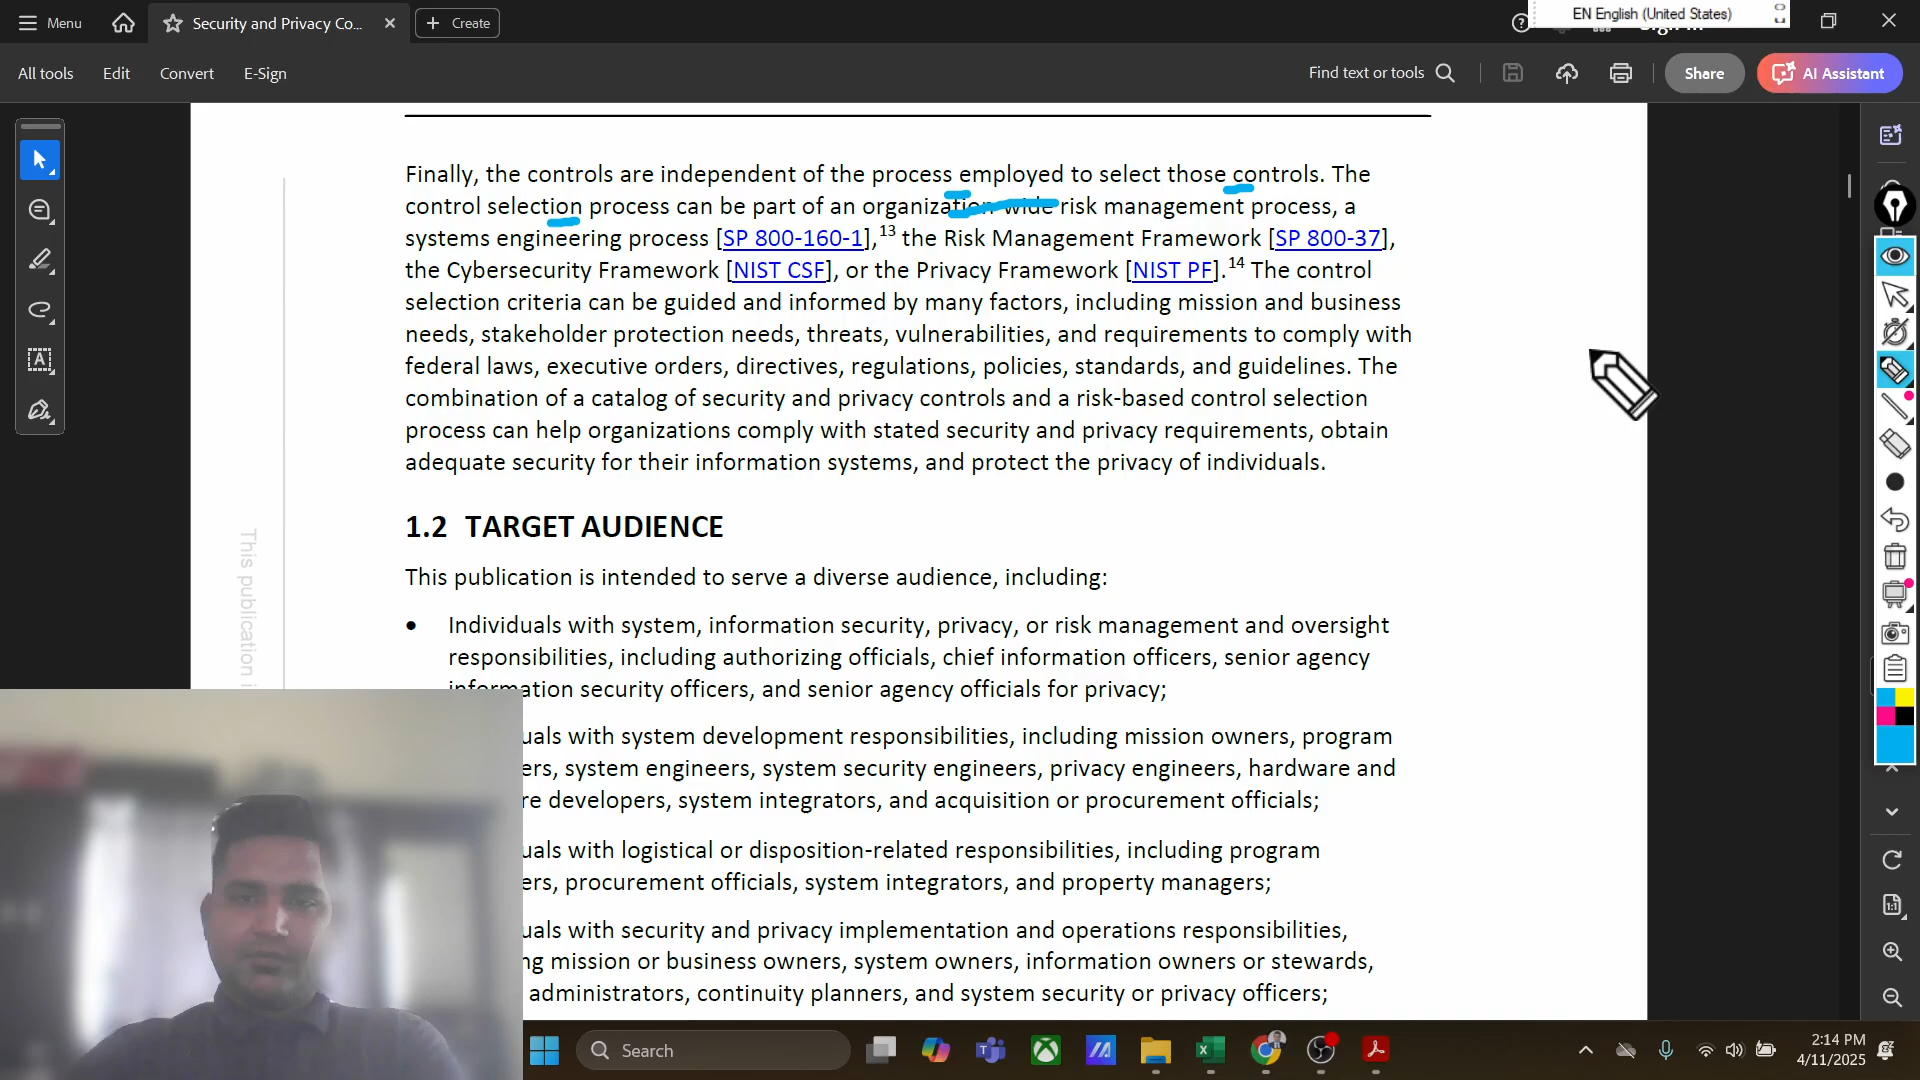 Menu
Security and Privacy Co...
Create
EN English (United States)
All tools
Edit
Convert
E-Sign
Find text or tools
Share
AI Assistant
Finally, the controls are independent of the process employed to select those controls. The
control selection process can be part of an organization-wide risk management process, a
systems engineering process [SP 800-160-1],13 the Risk Management Framework [SP 800-37],
the Cybersecurity Framework [NIST CSF], or the Privacy Framework [NIST PF].14 The control
selection criteria can be guided and informed by many factors, including mission and business
needs, stakeholder protection needs, threats, vulnerabilities, and requirements to comply with
federal laws, executive orders, directives, regulations, policies, standards, and guidelines. The
combination of a catalog of security and privacy controls and a risk-based control selection
process can help organizations comply with stated security and privacy requirements, obtain
adequate security for their information systems, and protect the privacy of individuals.
1.2 TARGET AUDIENCE
This publication is intended to serve a diverse audience, including:
• Individuals with system, information security, privacy, or risk management and oversight
responsibilities, including authorizing officials, chief information officers, senior agency
information security officers, and senior agency officials for privacy;
uals with system development responsibilities, including mission owners, program
ers, system engineers, system security engineers, privacy engineers, hardware and
re developers, system integrators, and acquisition or procurement officials;
uals with logistical or disposition-related responsibilities, including program
ers, procurement officials, system integrators, and property managers;
uals with security and privacy implementation and operations responsibilities,
ng mission or business owners, system owners, information owners or stewards,
administrators, continuity planners, and system security or privacy officers;
This publication i
Search
2:14 PM
4/11/2025